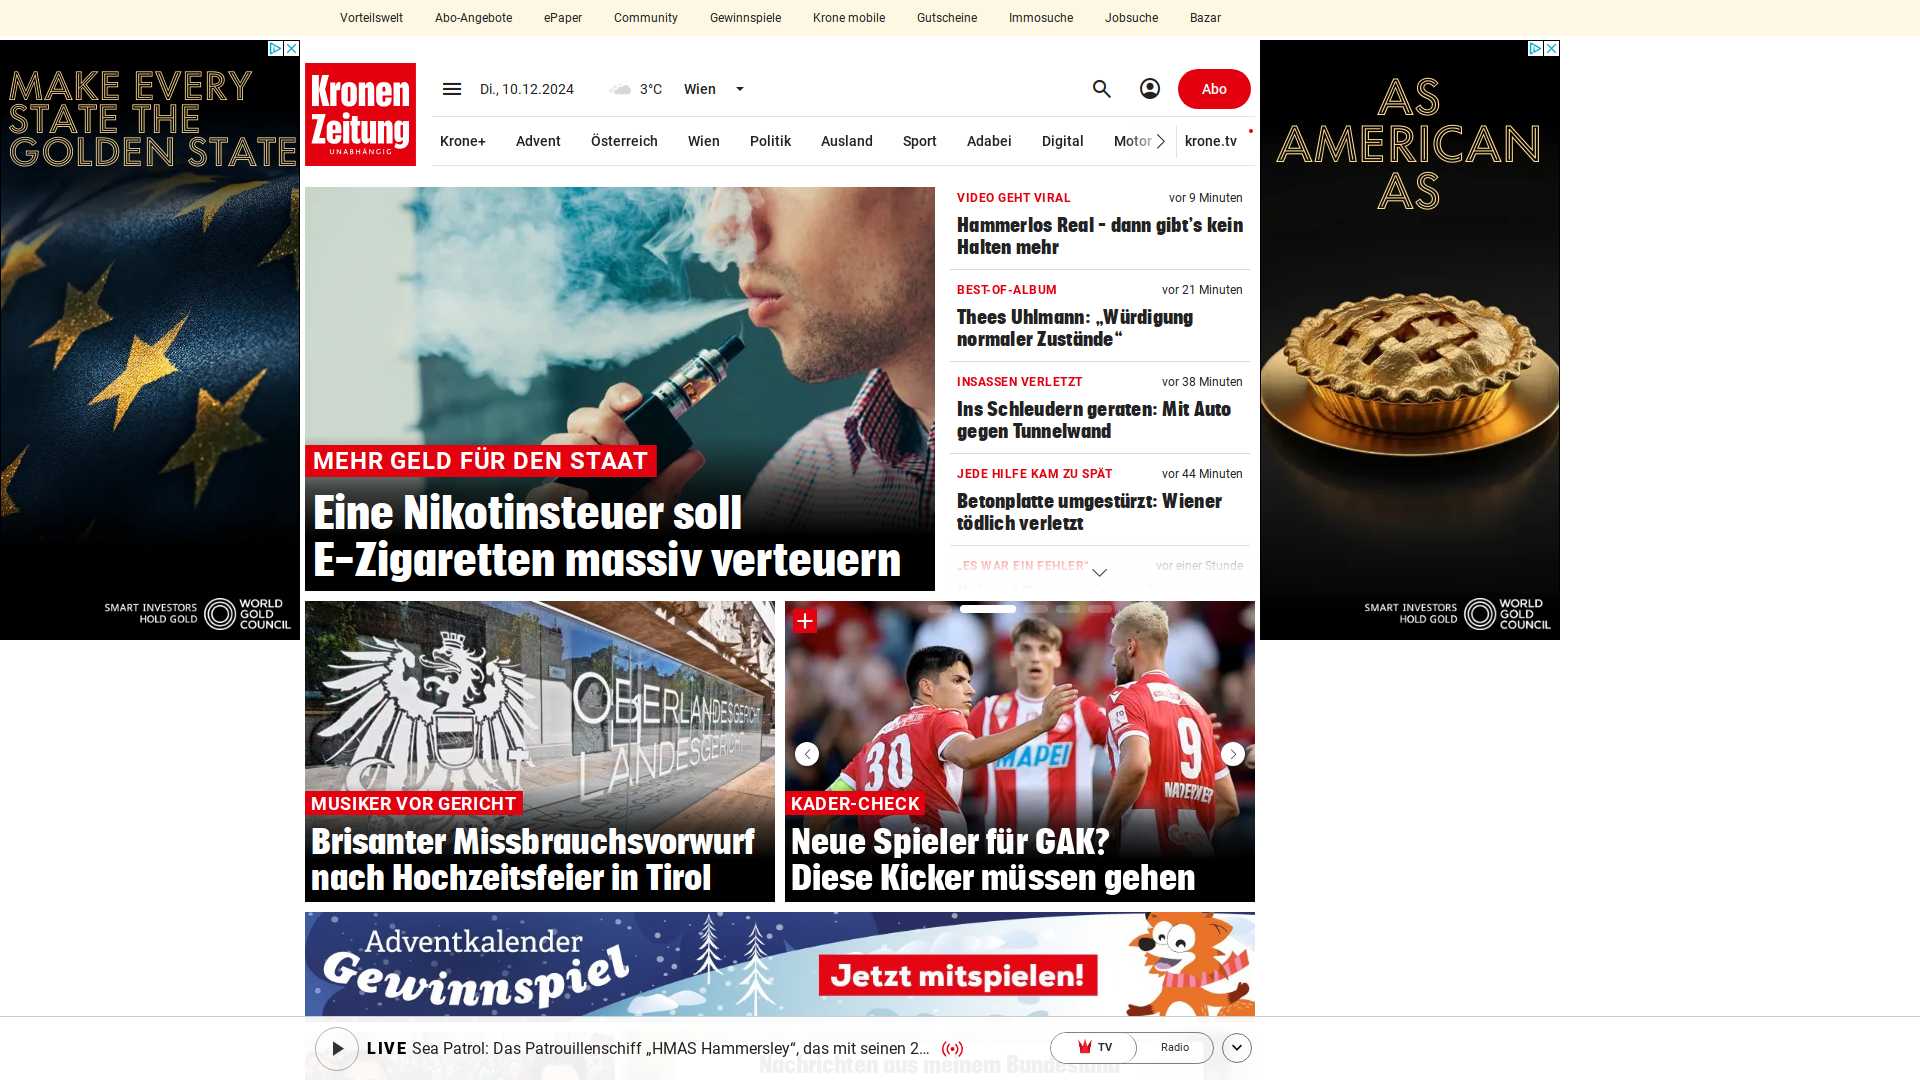 Vorteilswelt Abo-Angebote ePaper Community Gewinnspiele Krone mobile Gutscheine Immosuche Jobsuche Bazar
MAKE EVERY
STATE THE
GOLDEN STATE
SMART INVESTORS
HOLD GOLD
WORLD
GOLD
COUNCIL
Kronen
Zeitung
UNABHÄNGIG
Di., 10.12.2024 3°C Wien Abo
Krone+ Advent Österreich Wien Politik Ausland Sport Adabei Digital Motor krone.tv
MEHR GELD FÜR DEN STAAT
Eine Nikotinsteuer soll
E-Zigaretten massiv verteuern
VIDEO GEHT VIRAL vor 9 Minuten
Hammerlos Real - dann gibt’s kein
Halten mehr
BEST-OF-ALBUM vor 21 Minuten
Thees Uhlmann: „Würdigung
normaler Zustände“
INSASSEN VERLETZT vor 38 Minuten
Ins Schleudern geraten: Mit Auto
gegen Tunnelwand
JEDE HILFE KAM ZU SPÄT vor 44 Minuten
Betonplatte umgestürzt: Wiener
tödlich verletzt
„ES WAR EIN FEHLER“ vor einer Stunde
AS
AMERICAN
AS
SMART INVESTORS
HOLD GOLD
WORLD
GOLD
COUNCIL
OBERLANDESGERICHT
LANDESGERICHT
MUSIKER VOR GERICHT
Brisanter Missbrauchsvorwurf
nach Hochzeitsfeier in Tirol
30
MAPEI
9
KADER-CHECK
Neue Spieler für GAK?
Diese Kicker müssen gehen
Adventkalender
Gewinnspiel
Jetzt mitspielen!
LIVE Sea Patrol: Das Patrouillenschiff „HMAS Hammersley“, das mit seinen 2... TV Radio
Nachrichten aus meinem Bundesland